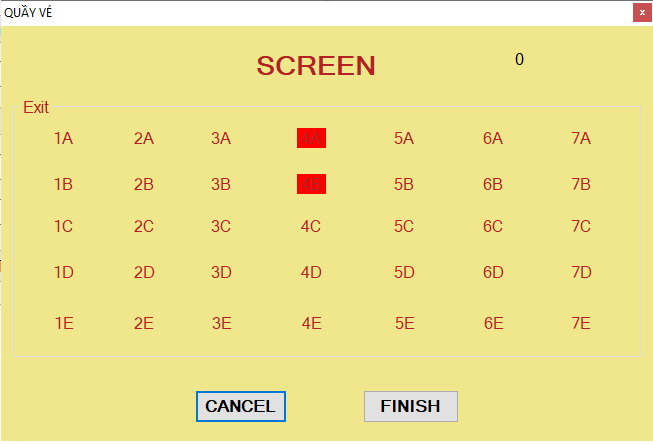 QUẦY VÉ x
SCREEN 0
Exit
1A 2A 3A 4A 5A 6A 7A
1B 2B 3B 4B 5B 6B 7B
1C 2C 3C 4C 5C 6C 7C
1D 2D 3D 4D 5D 6D 7D
1E 2E 3E 4E 5E 6E 7E
CANCEL FINISH